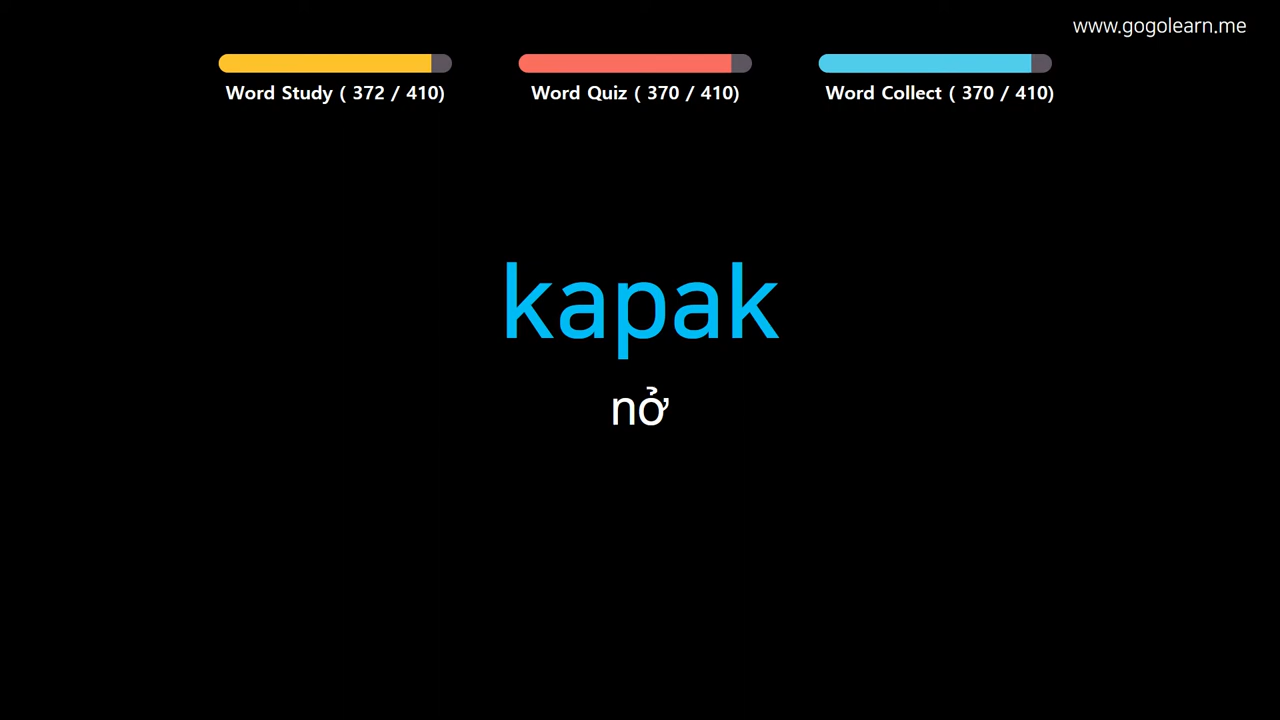 www.gogolearn.me
Word Study ( 372 / 410)
Word Quiz ( 370 / 410)
Word Collect ( 370 / 410)
kapak
nở